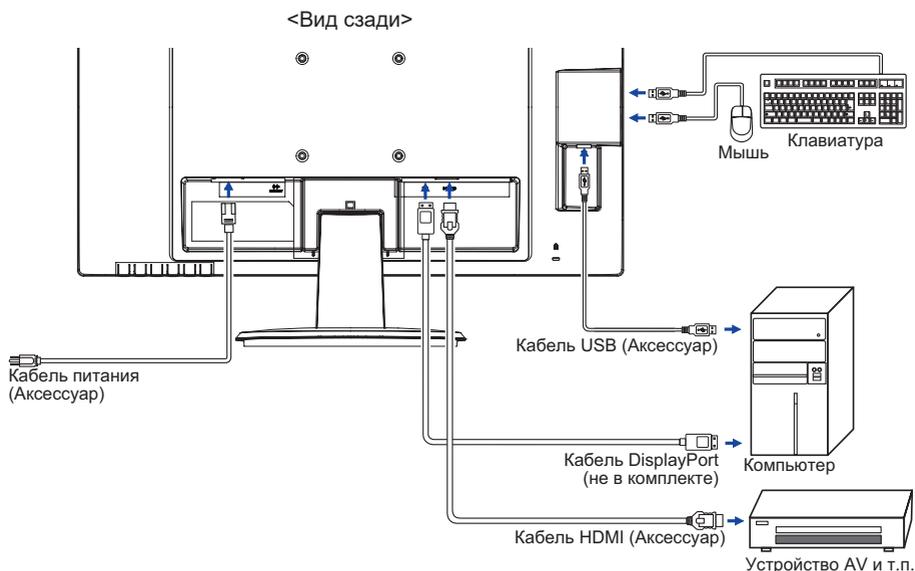 <Вид сзади>
Мышь
Клавиатура
Кабель USB (Аксессуар)
Кабель питания
(Аксессуар)
Кабель DisplayPort
(не в комплекте)
Компьютер
Кабель HDMI (Аксессуар)
Устройство AV и т.п.